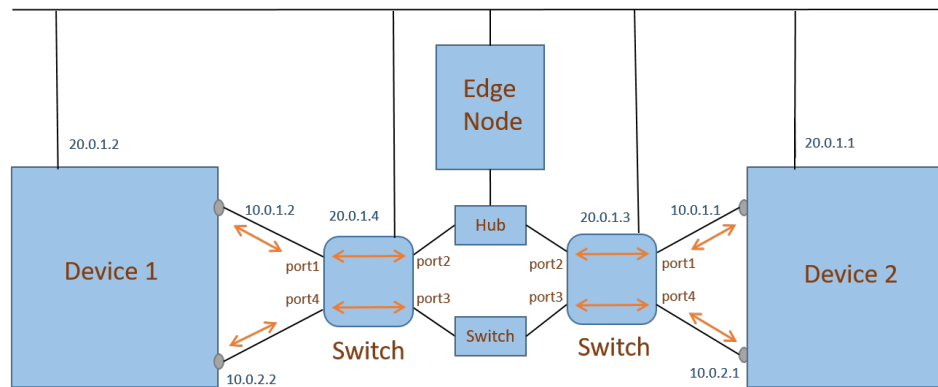 Edge
Node
20.0.1.2
20.0.1.1
10.0.1.2
20.0.1.4
Hub
20.0.1.3
10.0.1.1
Device 1
port1
port2
port2
port1
Device 2
port4
port3
port3
port4
Switch
Switch
Switch
10.0.2.2
10.0.2.1